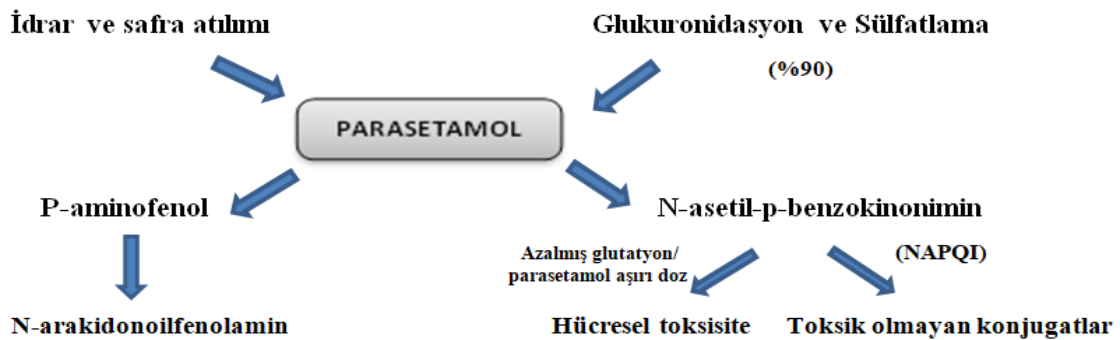 İdrar ve safra atılımı
Glukuronidasyon ve Sülfatlama
(%90)
PARASETAMOL
P-aminofenol
N-asetil-p-benzokinonimin
(NAPQI)
Azalmış glutatyon/
parasetamol aşırı doz
N-arakidonoilfenolamin
Hücresel toksisite
Toksik olmayan konjugatlar